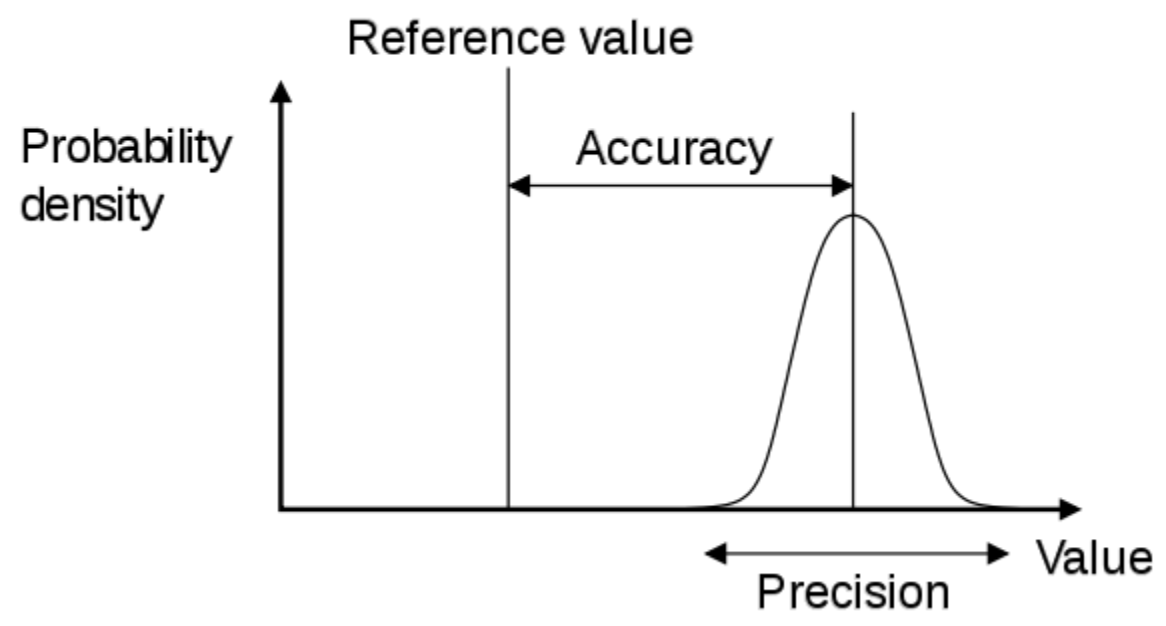 Reference value
Probability
density
Accuracy
Value
Precision